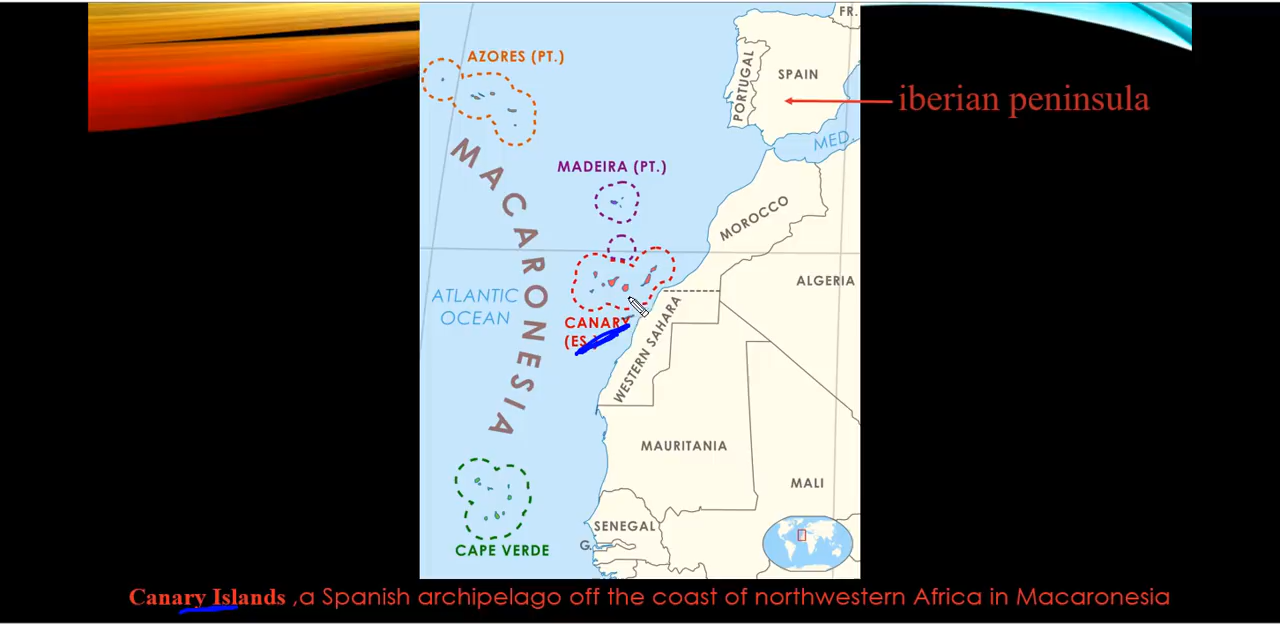 FR.
AZORES (PT.)
PORTUGAL
SPAIN
iberian peninsula
MED.
MACARONESIA
MADEIRA (PT.)
MOROCCO
ALGERIA
ATLANTIC
OCEAN
CANARY
(ES.)
WESTERN SAHARA
MAURITANIA
MALI
SENEGAL
G.
CAPE VERDE
Canary Islands ,a Spanish archipelago off the coast of northwestern Africa in Macaronesia